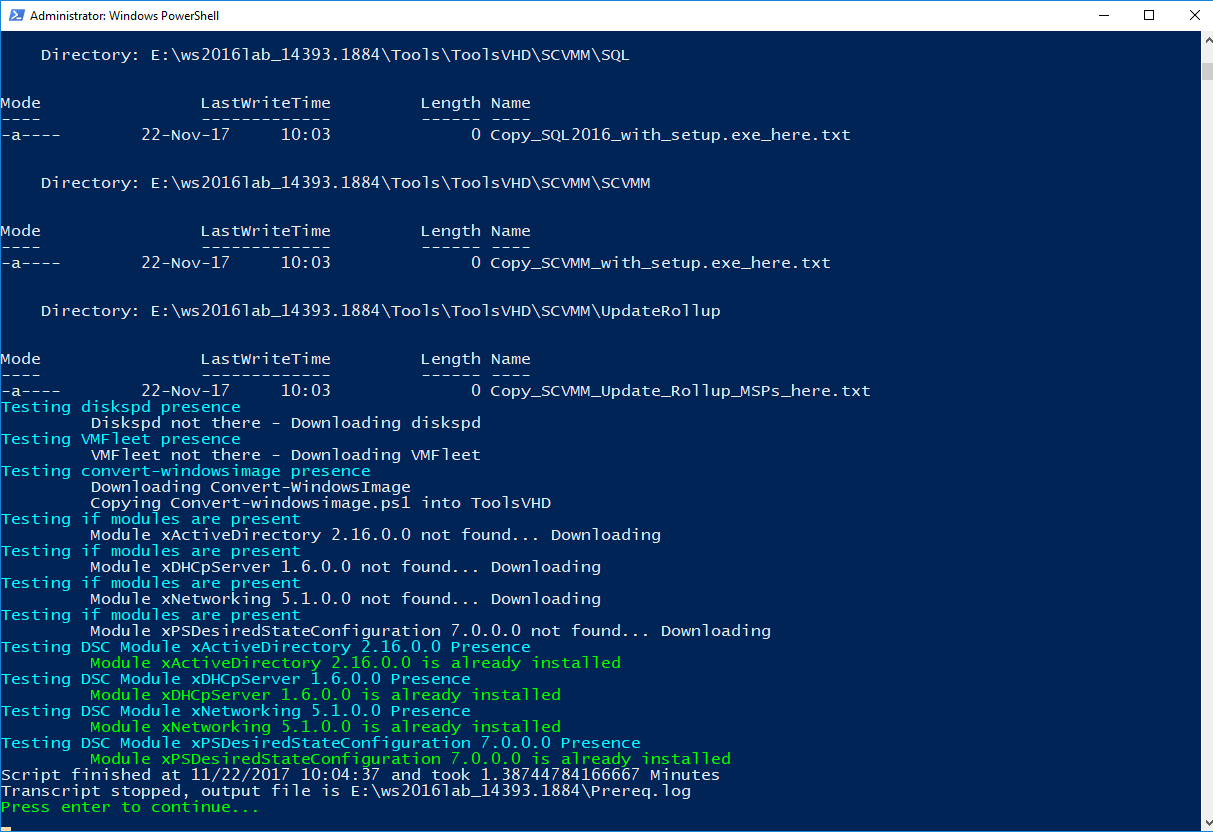 Administrator: Windows PowerShell
Directory: E:\ws2016lab_14393.1884\Tools\ToolsVHD\SCVMM\SQL
Mode LastWriteTime Length Name
---- ------------- ------ ----
-a---- 22-Nov-17 10:03 0 Copy_SQL2016_with_setup.exe_here.txt
Directory: E:\ws2016lab_14393.1884\Tools\ToolsVHD\SCVMM\SCVMM
Mode LastWriteTime Length Name
---- ------------- ------ ----
-a---- 22-Nov-17 10:03 0 Copy_SCVMM_with_setup.exe_here.txt
Directory: E:\ws2016lab_14393.1884\Tools\ToolsVHD\SCVMM\UpdateRollup
Mode LastWriteTime Length Name
---- ------------- ------ ----
-a---- 22-Nov-17 10:03 0 Copy_SCVMM_Update_Rollup_MSPs_here.txt
Testing diskspd presence
Diskspd not there - Downloading diskspd
Testing VMFleet presence
VMFleet not there - Downloading VMFleet
Testing convert-windowsimage presence
Downloading Convert-WindowsImage
Copying Convert-windowsimage.ps1 into ToolsVHD
Testing if modules are present
Module xActiveDirectory 2.16.0.0 not found... Downloading
Testing if modules are present
Module xDHCpServer 1.6.0.0 not found... Downloading
Testing if modules are present
Module xNetworking 5.1.0.0 not found... Downloading
Testing if modules are present
Module xPSDesiredStateConfiguration 7.0.0.0 not found... Downloading
Testing DSC Module xActiveDirectory 2.16.0.0 Presence
Module xActiveDirectory 2.16.0.0 is already installed
Testing DSC Module xDHCpServer 1.6.0.0 Presence
Module xDHCpServer 1.6.0.0 is already installed
Testing DSC Module xNetworking 5.1.0.0 Presence
Module xNetworking 5.1.0.0 is already installed
Testing DSC Module xPSDesiredStateConfiguration 7.0.0.0 Presence
Module xPSDesiredStateConfiguration 7.0.0.0 is already installed
Script finished at 11/22/2017 10:04:37 and took 1.38744784166667 Minutes
Transcript stopped, output file is E:\ws2016lab_14393.1884\Prereq.log
Press enter to continue...